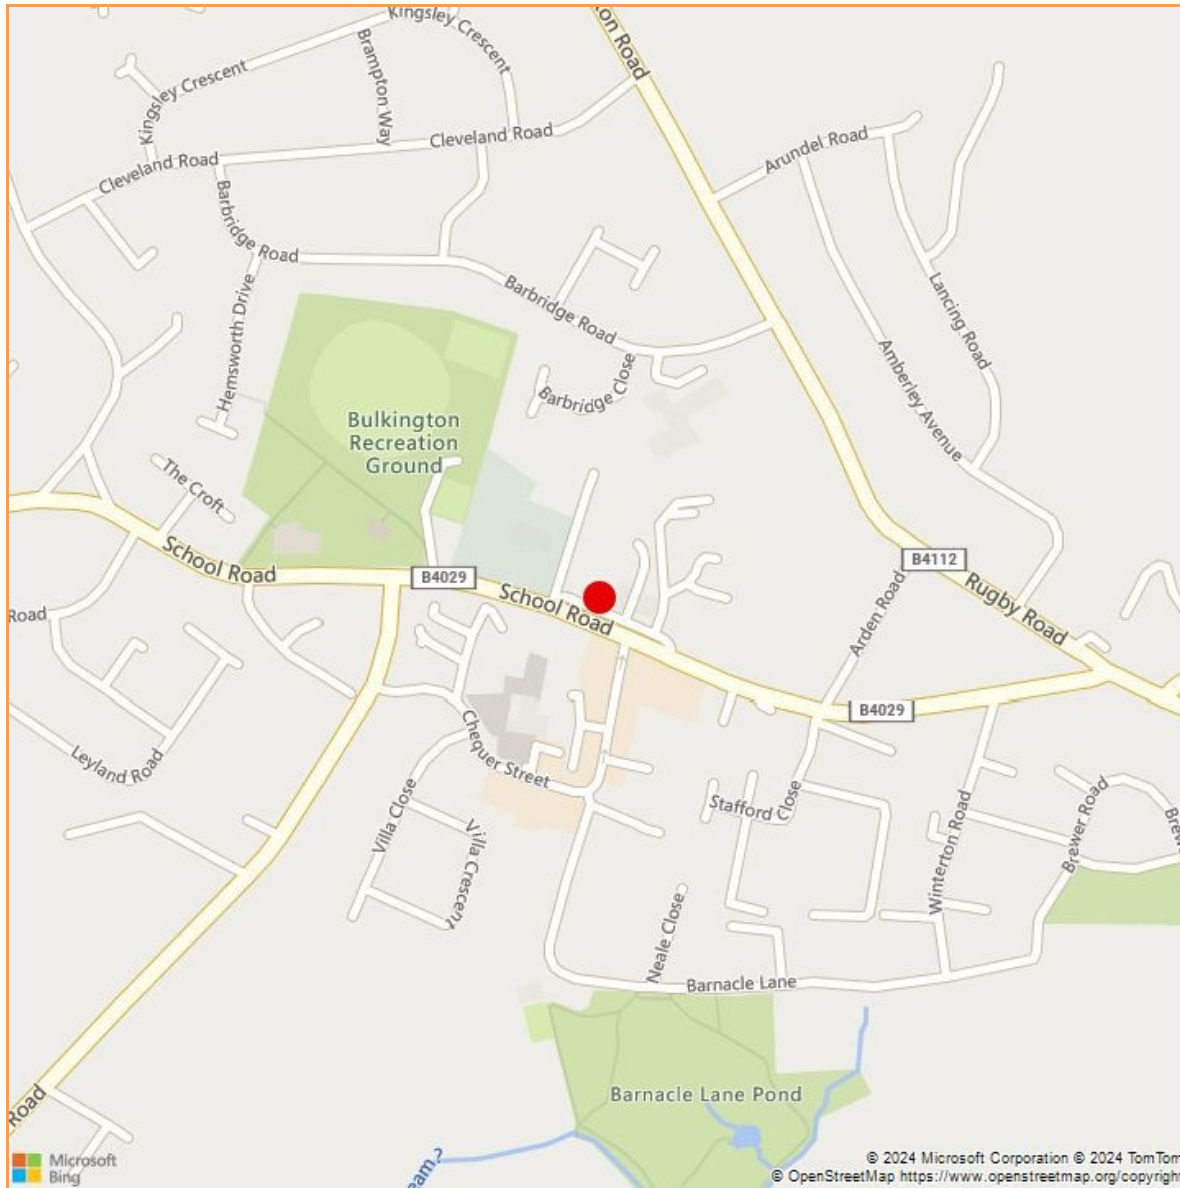 Kingsley Crescent
Kingsley Crescent
Brampton Way
ton Road
Cleveland Road
Cleveland Road
Arundel Road
Barbridge Road
Hemsworth Drive
Barbridge Road
Lancing Road
Amberley Avenue
Barbridge Close
Bulkington
Recreation
Ground
The Croft
School Road
B4029
School Road
B4112
Rugby Road
Arden Road
Road
B4029
Leyland Road
Chequer Street
Villa Close
Villa Crescent
Stafford Close
Winterton Road
Brewer Road
Brew
Neale Close
Barnacle Lane
Barnacle Lane Pond
Road
eam 2
Microsoft
Bing
© 2024 Microsoft Corporation © 2024 TomTom
© OpenStreetMap https://www.openstreetmap.org/copyright